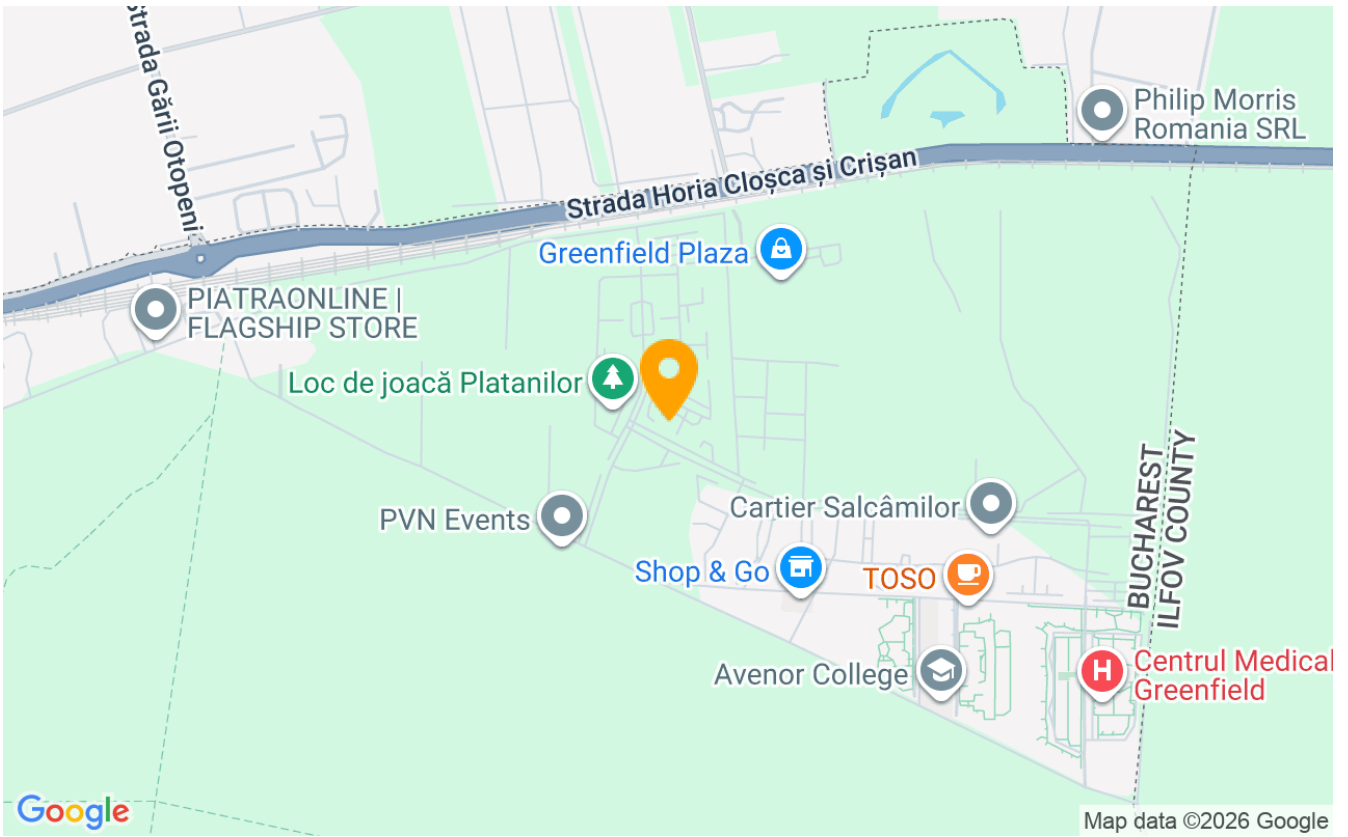 Strada Gării Otopeni
Philip Morris
Romania SRL
Strada Horia Cloșca și Crișan
Greenfield Plaza
PIATRAONLINE |
FLAGSHIP STORE
Loc de joacă Platanilor
BUCHAREST
ILFOV COUNTY
Cartier Salcâmilor
PVN Events
Shop & Go
TOSO
Avenor College
H
Centrul Medical
Greenfield
Google
Map data ©2026 Google